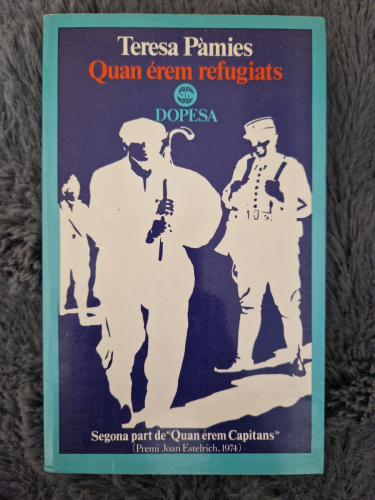 Teresa Pàmies
Quan érem refugiats
DOPESA
Segona part de "Quan érem Capitans»
(Premi Joan Estelrich, 1974)